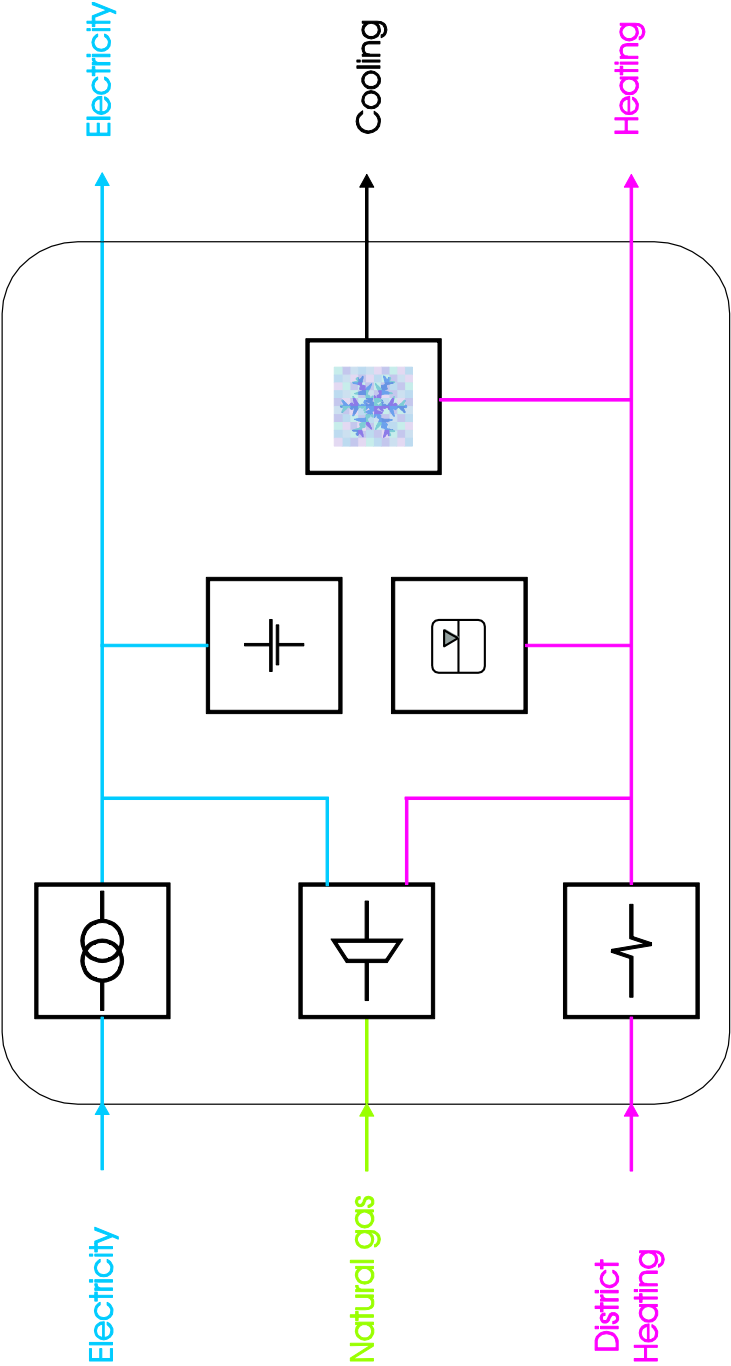 Electricity
Cooling
Heating
Electricity
Natural gas
District
Heating